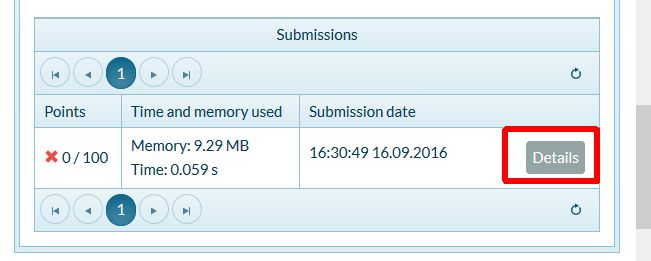 Submissions
1
Points Time and memory used Submission date
0 / 100 Memory: 9.29 MB 16:30:49 16.09.2016 Details
Time: 0.059 s
1